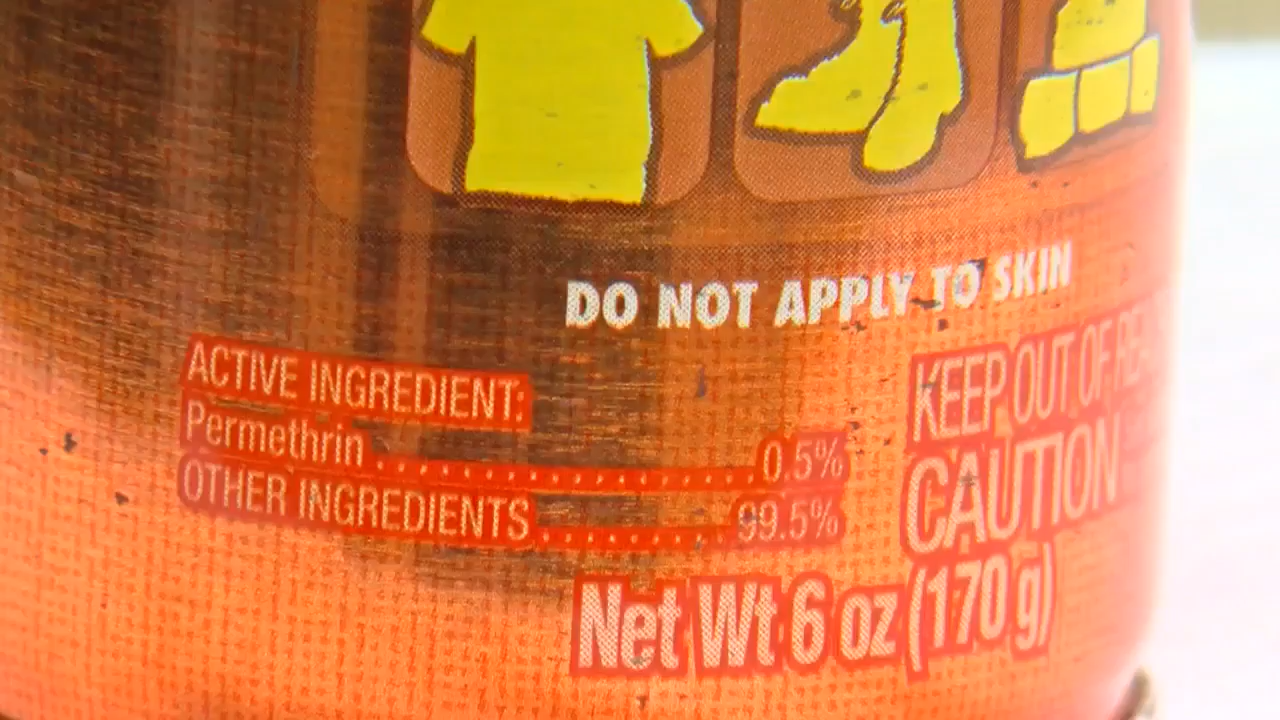 DO NOT APPLY TO SKIN
ACTIVE INGREDIENT:
Permethrin..............................0.5%
OTHER INGREDIENTS...............99.5%
KEEP OUT OF
CAUTION
Net Wt 6 oz (170 g)